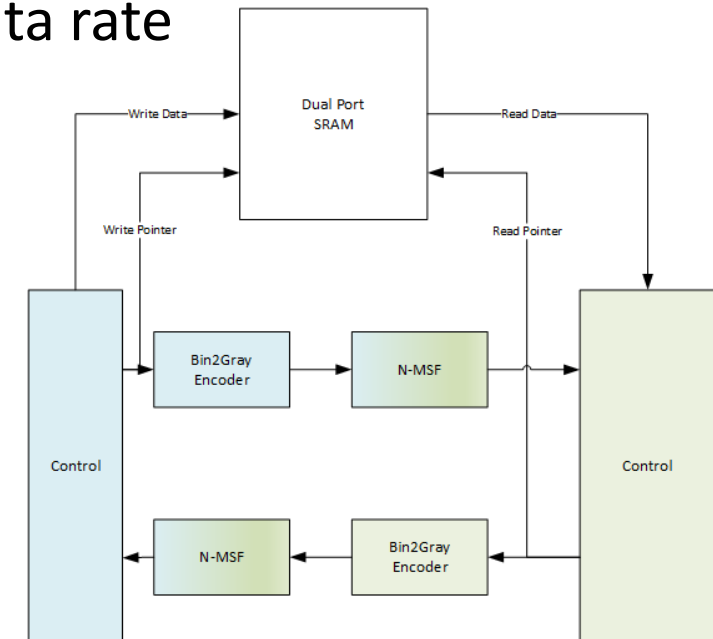 ta rate
Dual Port
SRAM
Write Data
Read Data
Write Pointer
Read Pointer
Bin2Gray
Encoder
N-MSF
Control
Control
N-MSF
Bin2Gray
Encoder